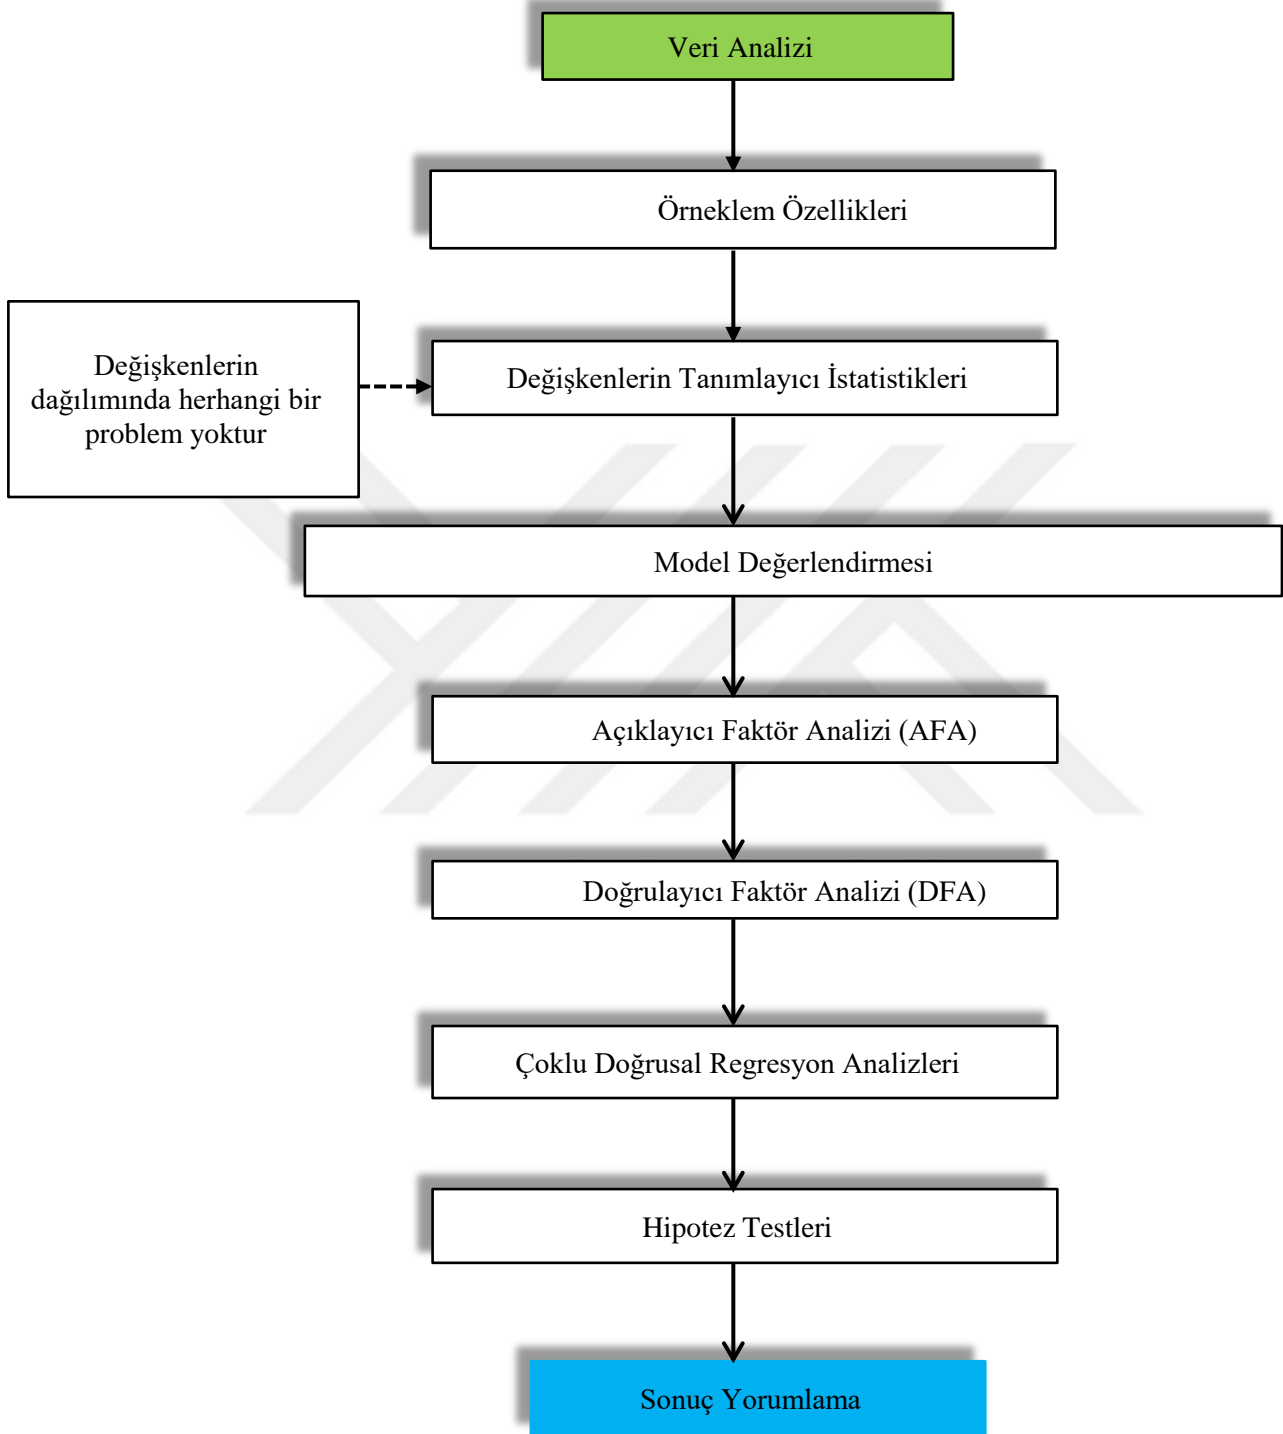 Veri Analizi
Örneklem Özellikleri
Değişkenlerin
dağılımında herhangi bir
problem yoktur
Değişkenlerin Tanımlayıcı İstatistikleri
Model Değerlendirmesi
Açıklayıcı Faktör Analizi (AFA)
Doğrulayıcı Faktör Analizi (DFA)
Çoklu Doğrusal Regresyon Analizleri
Hipotez Testleri
Sonuç Yorumlama